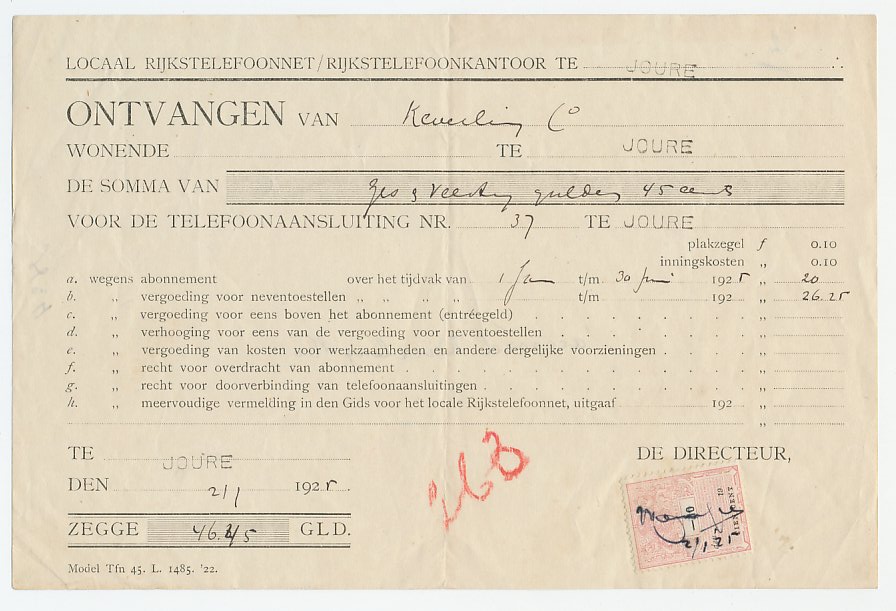 LOCAAL RIJKSTELEFOONNET/RIJKSTELEFOONKANTOOR TE JOURE
ONTVANGEN VAN Keverling Co
WONENDE TE JOURE
DE SOMMA VAN Zes & veertig gulden 45 cents
VOOR DE TELEFOONAANSLUITING NR. 37 TE JOURE
plakzegel f 0.10
inningskosten „ 0.10
a. wegens abonnement over het tijdvak van 1 Jan t/m 30 Juni 1925 „ 20
b. „ vergoeding voor neventoestellen „ „ „ „ t/m 192 „ 26.25
c. „ vergoeding voor eens boven het abonnement (entréegeld) „
d. „ verhooging voor eens van de vergoeding voor neventoestellen „
e. „ vergoeding van kosten voor werkzaamheden en andere dergelijke voorzieningen „
f. „ recht voor overdracht van abonnement „
g. „ recht voor doorverbinding van telefoonaansluitingen „
h. „ meervoudige vermelding in den Gids voor het locale Rijkstelefoonnet, uitgaaf 192 „
„
TE JOURE DE DIRECTEUR,
DEN 2/1 1925.
263
ZEGGE 46.45 GLD.
10
19
TIEN CENT
2/1 25
Model Tfn 45. L. 1485. '22.